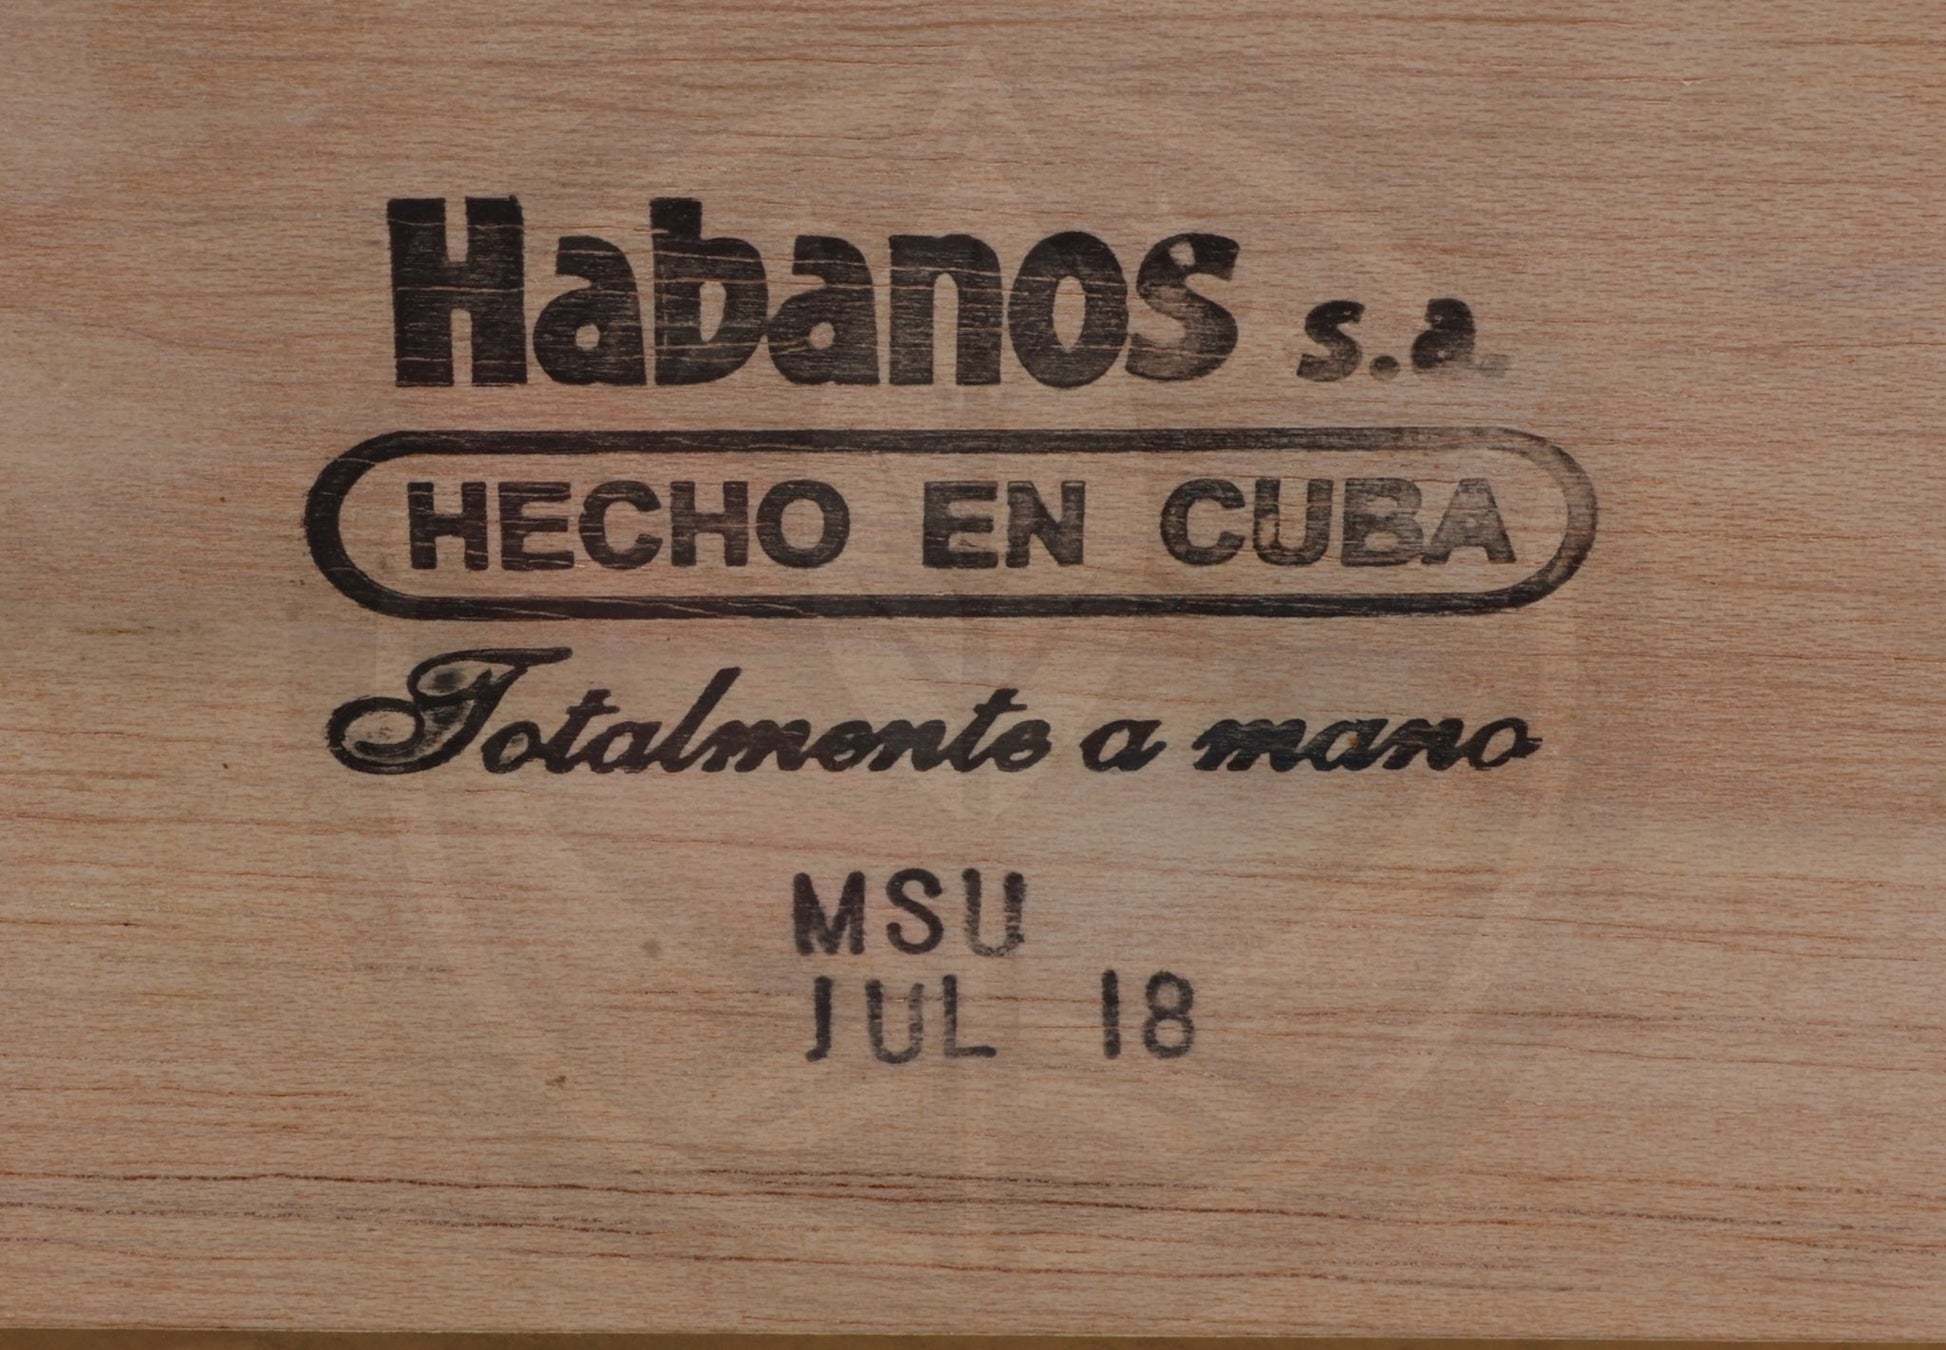 Habanos s.a.
HECHO EN CUBA
Totalmente a mano
MSU
JUL 18